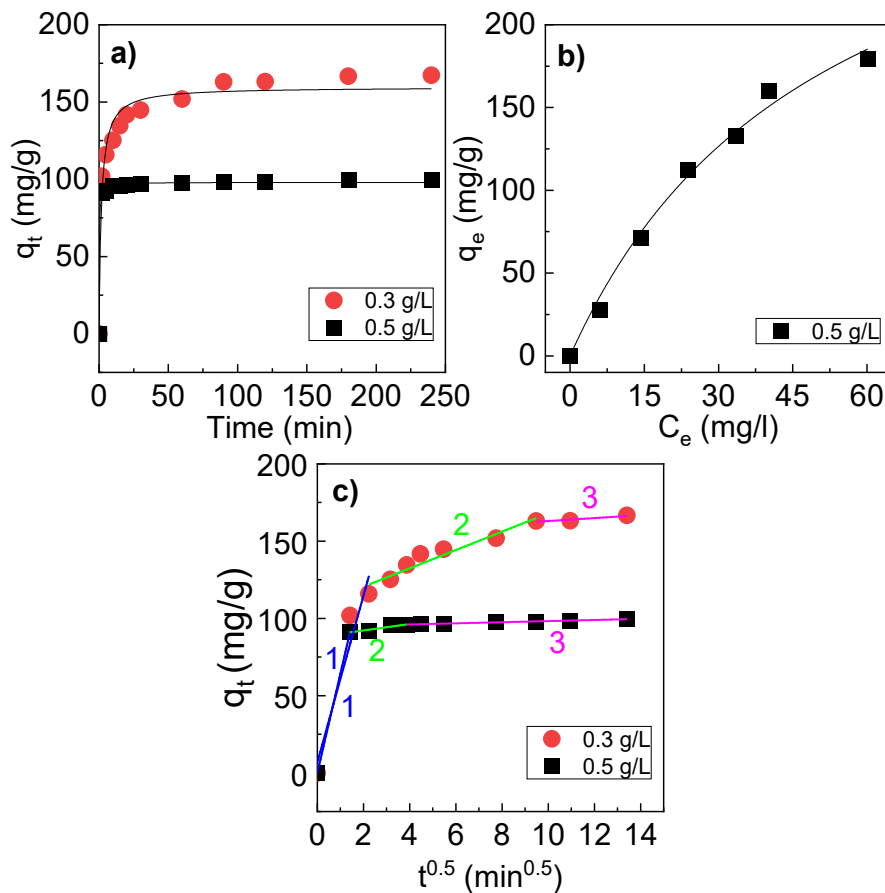 a)
200
150
100
50
0
q_t (mg/g)
0.3 g/L
0.5 g/L
0 50 100 150 200 250
Time (min)
b)
200
150
100
50
0
q_e (mg/g)
0.5 g/L
0 15 30 45 60
C_e (mg/l)
c)
200
150
100
50
0
q_t (mg/g)
3
2
1
2
3
1
0.3 g/L
0.5 g/L
0 2 4 6 8 10 12 14
t^0.5 (min^0.5)